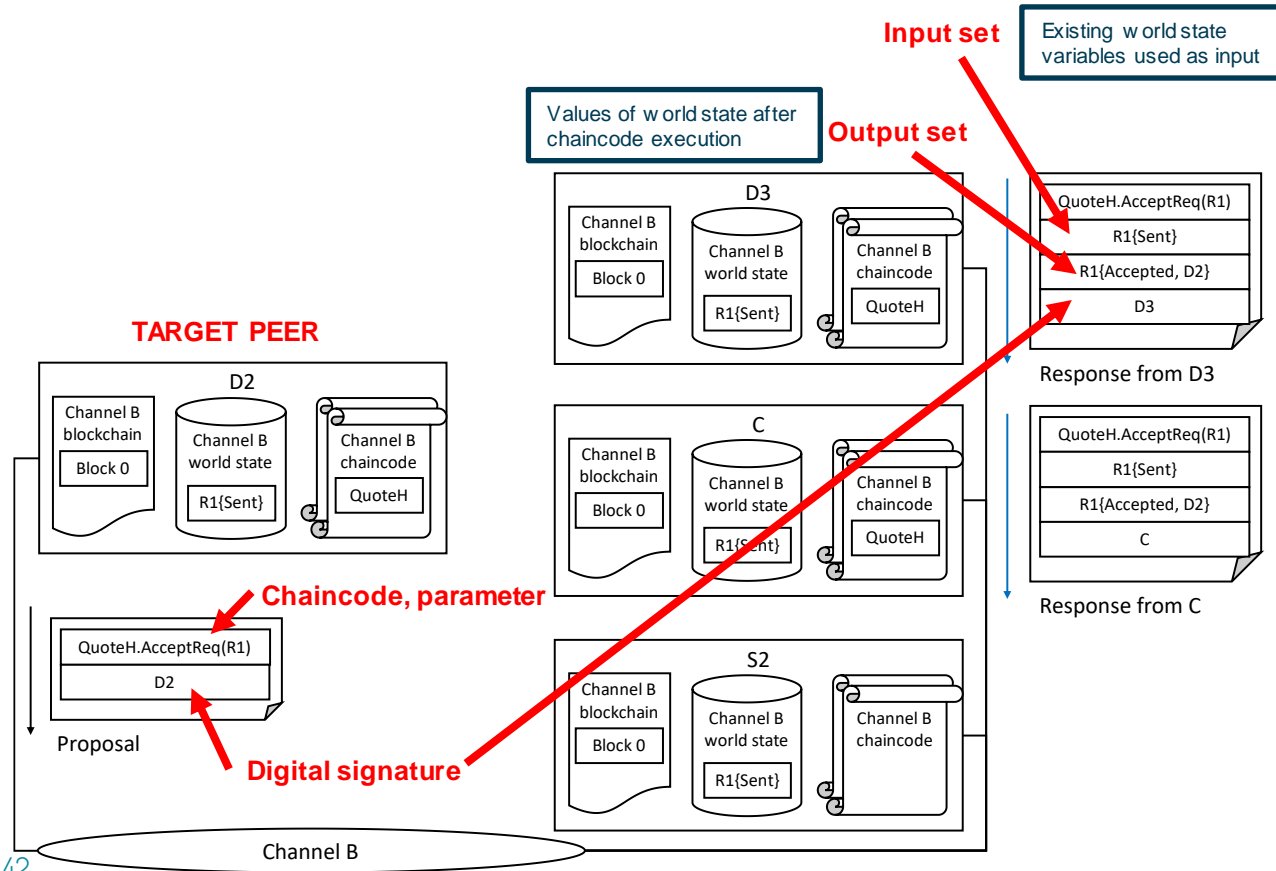 Input set
Existing world state
variables used as input
Values of world state after
chaincode execution
Output set
D3
Channel B
blockchain
Block 0
Channel B
world state
R1{Sent}
Channel B
chaincode
QuoteH
QuoteH.AcceptReq(R1)
R1{Sent}
R1{Accepted, D2}
D3
Response from D3
TARGET PEER
D2
Channel B
blockchain
Block 0
Channel B
world state
R1{Sent}
Channel B
chaincode
QuoteH
C
Channel B
blockchain
Block 0
Channel B
world state
R1{Sent}
Channel B
chaincode
QuoteH
QuoteH.AcceptReq(R1)
R1{Sent}
R1{Accepted, D2}
C
Response from C
Chaincode, parameter
QuoteH.AcceptReq(R1)
D2
Proposal
Digital signature
S2
Channel B
blockchain
Block 0
Channel B
world state
R1{Sent}
Channel B
chaincode
Channel B
42